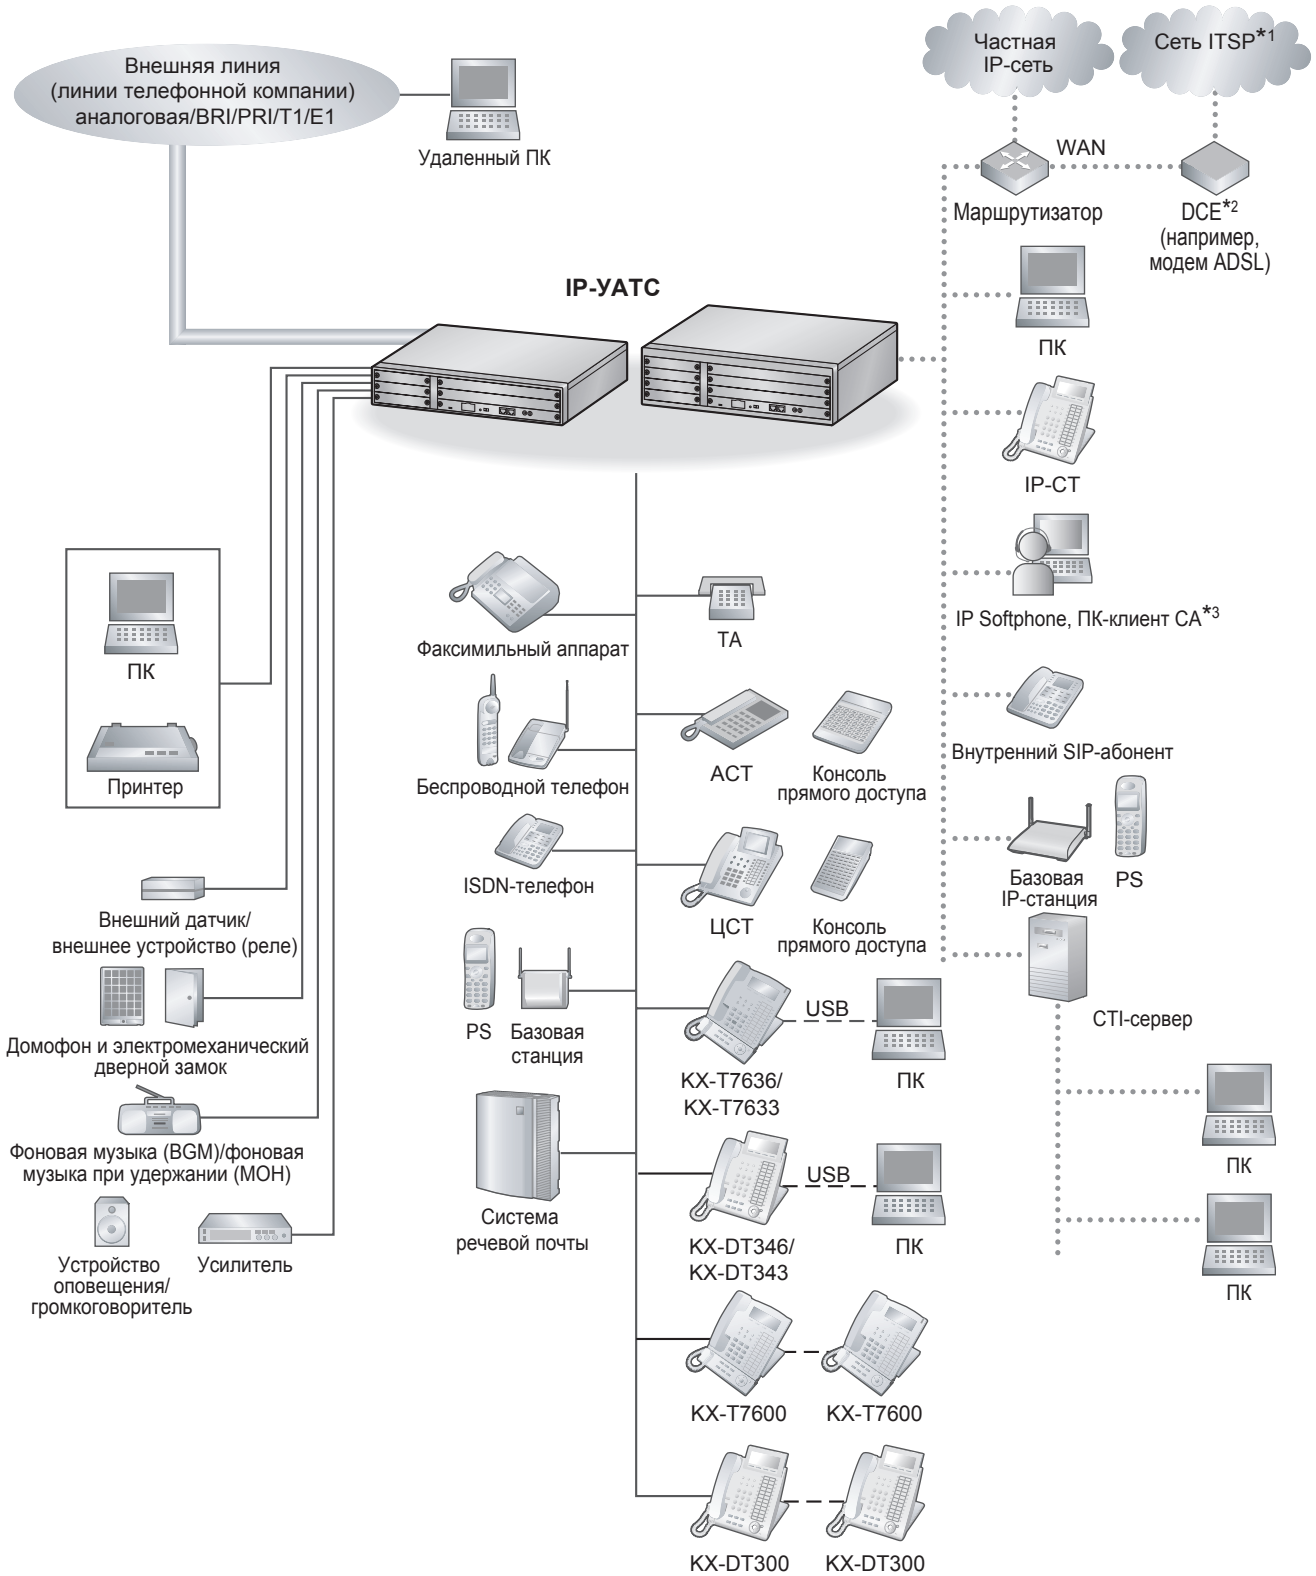 Внешняя линия
(линии телефонной компании)
аналоговая/BRI/PRI/T1/E1
Удаленный ПК
Частная
IP-сеть
Сеть ITSP*1
WAN
Маршрутизатор
DCE*2
(например,
модем ADSL)
IP-УАТС
ПК
IP-СТ
IP Softphone, ПК-клиент CA*3
Внутренний SIP-абонент
Базовая
IP-станция
PS
CTI-сервер
ПК
ПК
ПК
Принтер
Внешний датчик/
внешнее устройство (реле)
Домофон и электромеханический
дверной замок
Фоновая музыка (BGM)/фоновая
музыка при удержании (MOH)
Устройство
оповещения/
громкоговоритель
Усилитель
Факсимильный аппарат
Беспроводной телефон
ISDN-телефон
PS
Базовая
станция
Система
речевой почты
ТА
АСТ
Консоль
прямого доступа
ЦСТ
Консоль
прямого доступа
USB
KX-T7636/
KX-T7633
ПК
USB
KX-DT346/
KX-DT343
ПК
KX-T7600
KX-T7600
KX-DT300
KX-DT300